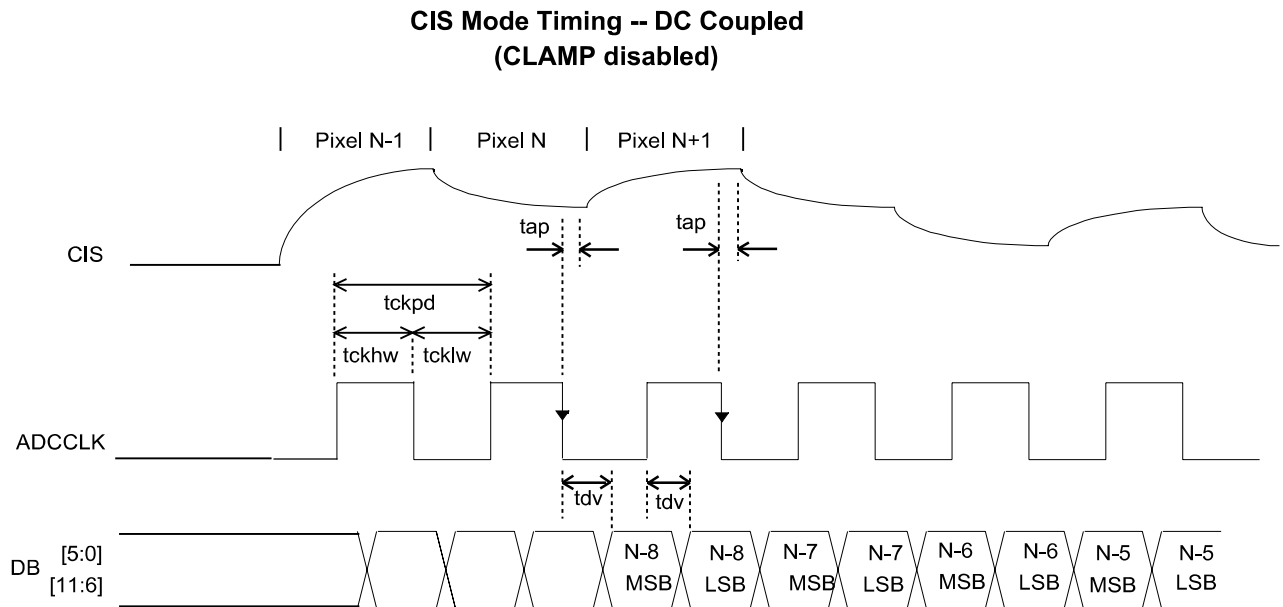 CIS Mode Timing -- DC Coupled
(CLAMP disabled)
| Pixel N-1 | Pixel N | Pixel N+1 |
tap
tap
CIS
tckpd
tckhw
tcklw
ADCCLK
tdv
tdv
DB
[5:0]
[11:6]
N-8
MSB
N-8
LSB
N-7
MSB
N-7
LSB
N-6
MSB
N-6
LSB
N-5
MSB
N-5
LSB